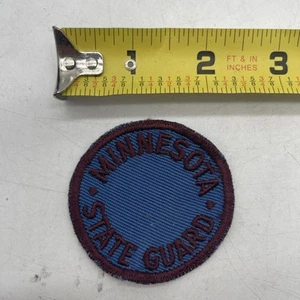 1 2 3
FT & IN
INCHES
• MINNESOTA •
STATE GUARD